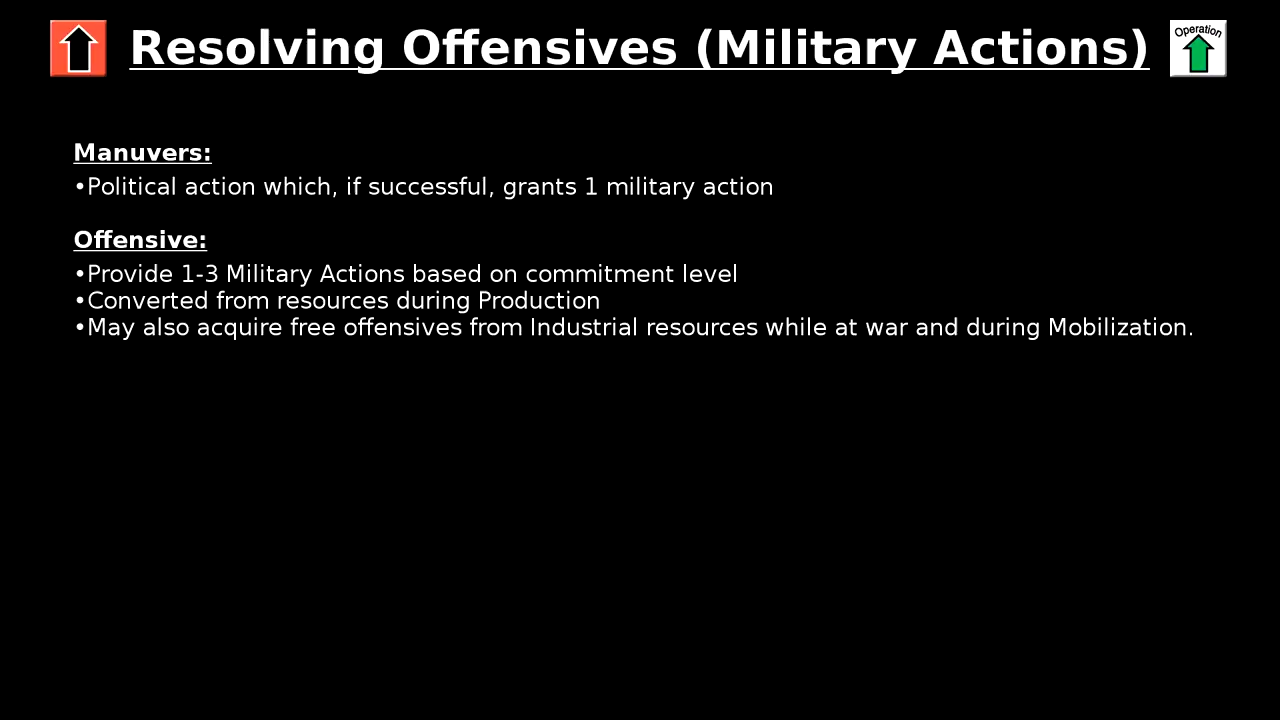 Resolving Offensives (Military Actions)
Operation
Manuvers:
•Political action which, if successful, grants 1 military action
Offensive:
•Provide 1-3 Military Actions based on commitment level
•Converted from resources during Production
•May also acquire free offensives from Industrial resources while at war and during Mobilization.